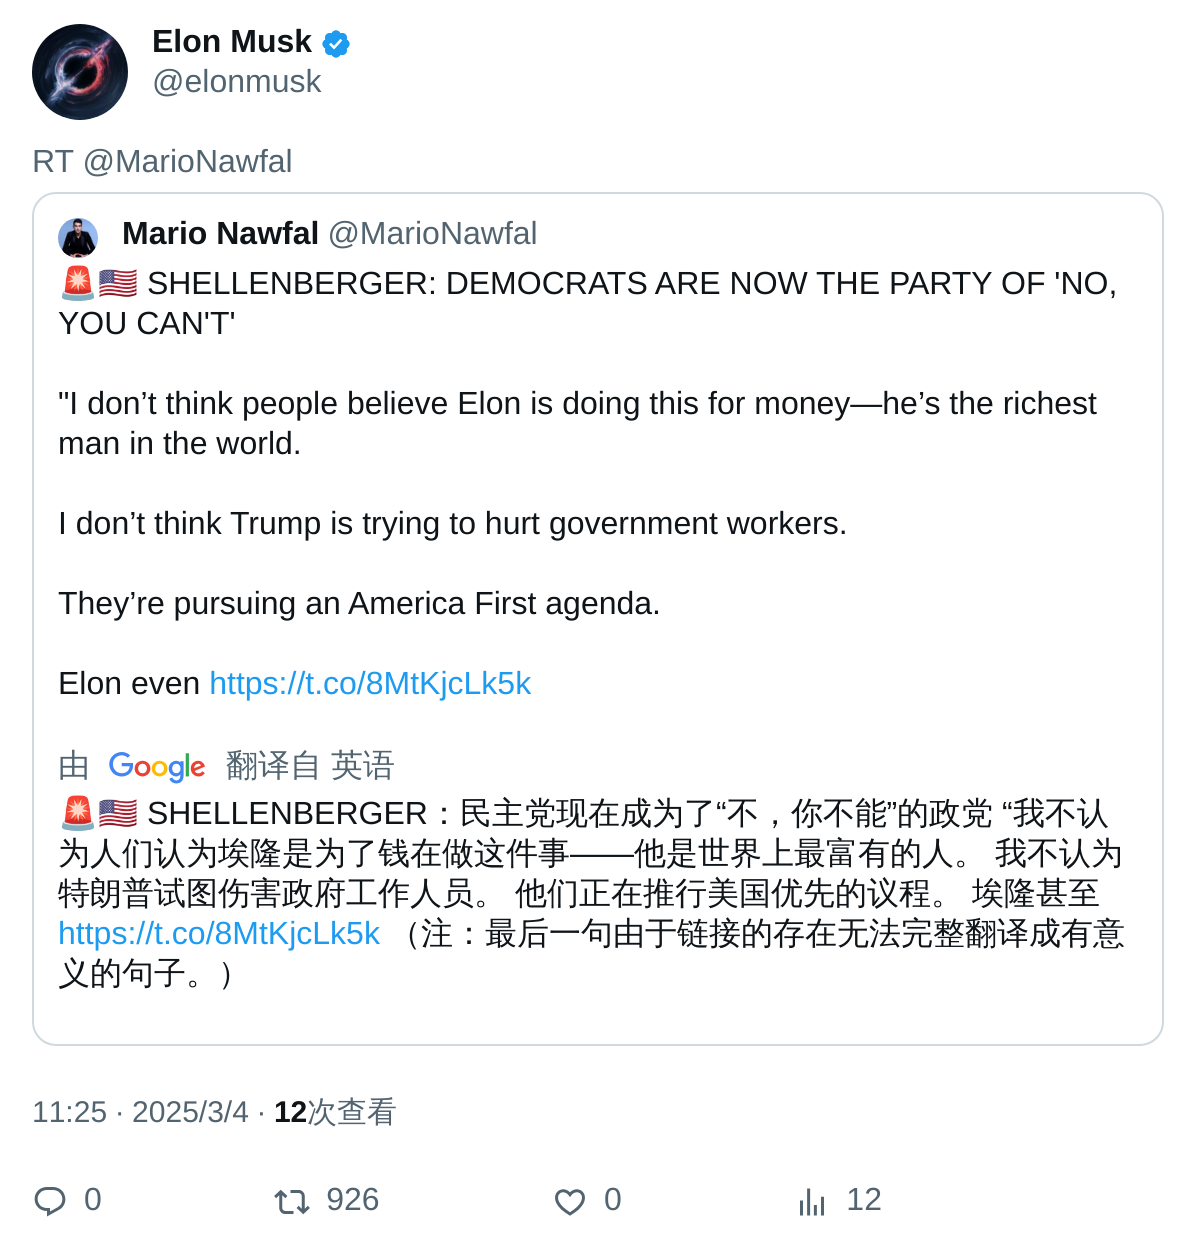 Elon Musk
@elonmusk
RT @MarioNawfal
Mario Nawfal @MarioNawfal
🚨🇺🇸 SHELLENBERGER: DEMOCRATS ARE NOW THE PARTY OF 'NO,
YOU CAN'T'
"I don’t think people believe Elon is doing this for money—he’s the richest
man in the world.
I don’t think Trump is trying to hurt government workers.
They’re pursuing an America First agenda.
Elon even https://t.co/8MtKjcLk5k
由 Google 翻译自 英语
🚨🇺🇸 SHELLENBERGER：民主党现在成为了“不，你不能”的政党 “我不认
为人们认为埃隆是为了钱在做这件事——他是世界上最富有的人。 我不认为
特朗普试图伤害政府工作人员。 他们正在推行美国优先的议程。 埃隆甚至
https://t.co/8MtKjcLk5k （注：最后一句由于链接的存在无法完整翻译成有意
义的句子。）
11:25 · 2025/3/4 · 12次查看
0 926 0 12